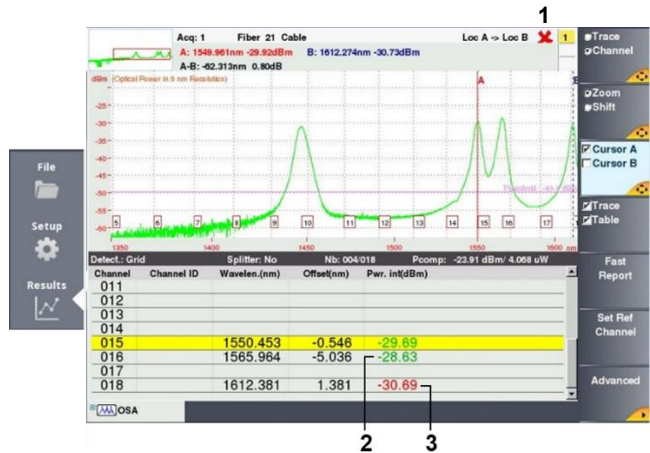 1
Acq: 1 Fiber 21 Cable Loc A -> Loc B 1
A: 1549.961nm -29.92dBm B: 1612.274nm -30.73dBm
A-B: -62.313nm 0.80dB
dBm (Optical Power in 5 nm Resolution)
A
B
-25
-30
-35
-40
-45
-50
-55
-60
5 6 7 8 9 10 11 12 13 14 15 16 17
1350 1400 1450 1500 1550 1600 nm
Detect.: Grid Splitter: No Nb: 004/018 Pcomp: -23.91 dBm/ 4.068 uW
Channel Channel ID Wavelen.(nm) Offset(nm) Pwr. int(dBm)
011
012
013
014
015 1550.453 -0.546 -29.69
016 1565.964 -5.036 -28.63
017
018 1612.381 1.381 -30.69
OSA
File
Setup
Results
Trace
Channel
Zoom
Shift
Cursor A
Cursor B
Trace
Table
Fast
Report
Set Ref
Channel
Advanced
2 3